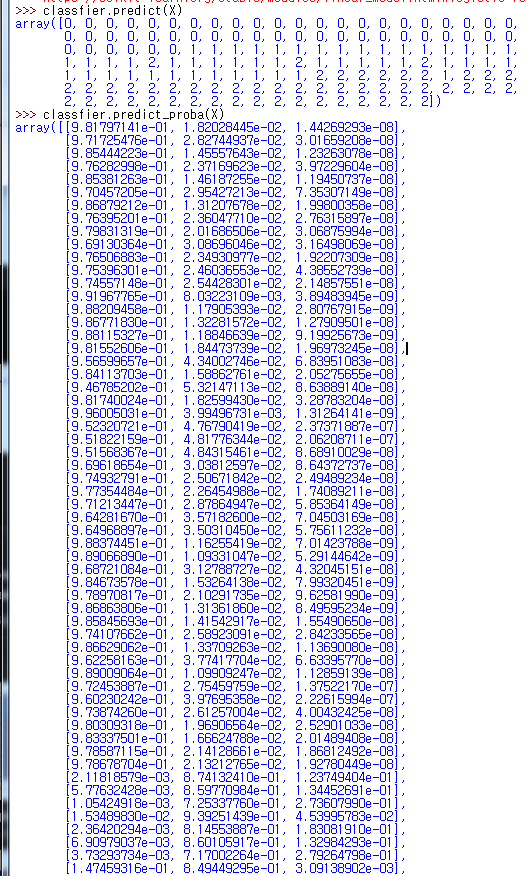 >>> classfier.predict(X)
array([0, 0, 0, 0, 0, 0, 0, 0, 0, 0, 0, 0, 0, 0, 0, 0, 0, 0, 0, 0, 0, 0,
0, 0, 0, 0, 0, 0, 0, 0, 0, 0, 0, 0, 0, 0, 0, 0, 0, 0, 0, 0, 0, 0,
0, 0, 0, 0, 0, 0, 1, 1, 1, 1, 1, 1, 1, 1, 1, 1, 1, 1, 1, 1, 1, 1,
1, 1, 1, 1, 2, 1, 1, 1, 1, 1, 1, 2, 1, 1, 1, 1, 1, 2, 1, 1, 1, 1,
1, 1, 1, 1, 1, 1, 1, 1, 1, 1, 1, 1, 2, 2, 2, 2, 2, 2, 1, 2, 2, 2,
2, 2, 2, 2, 2, 2, 2, 2, 2, 2, 2, 2, 2, 2, 2, 2, 2, 2, 2, 2, 2, 2,
2, 2, 2, 2, 2, 2, 2, 2, 2, 2, 2, 2, 2, 2, 2, 2, 2, 2])
>>> classfier.predict_proba(X)
array([[9.81797141e-01, 1.82028445e-02, 1.44269293e-08],
[9.71725476e-01, 2.82744937e-02, 3.01659208e-08],
[9.85444223e-01, 1.45557643e-02, 1.23263078e-08],
[9.76282998e-01, 2.37169623e-02, 3.97229604e-08],
[9.85381263e-01, 1.46187255e-02, 1.19450737e-08],
[9.70457205e-01, 2.95427213e-02, 7.35307149e-08],
[9.86879212e-01, 1.31207678e-02, 1.99800358e-08],
[9.76395201e-01, 2.36047710e-02, 2.76315897e-08],
[9.79831319e-01, 2.01686506e-02, 3.06875994e-08],
[9.69130364e-01, 3.08696046e-02, 3.16498069e-08],
[9.76506883e-01, 2.34930977e-02, 1.92207309e-08],
[9.75396301e-01, 2.46036553e-02, 4.38552739e-08],
[9.74557148e-01, 2.54428301e-02, 2.14857551e-08],
[9.91967765e-01, 8.03223109e-03, 3.89483945e-09],
[9.88209458e-01, 1.17905393e-02, 2.80767915e-09],
[9.86771830e-01, 1.32281572e-02, 1.27909501e-08],
[9.88115327e-01, 1.18846639e-02, 9.19925673e-09],
[9.81552606e-01, 1.84473739e-02, 1.96973245e-08],
[9.56599657e-01, 4.34002746e-02, 6.83951083e-08],
[9.84113703e-01, 1.58862761e-02, 2.05275655e-08],
[9.46785202e-01, 5.32147113e-02, 8.63889140e-08],
[9.81740024e-01, 1.82599430e-02, 3.28783204e-08],
[9.96005031e-01, 3.99496731e-03, 1.31264141e-09],
[9.52320721e-01, 4.76790419e-02, 2.37371887e-07],
[9.51822159e-01, 4.81776344e-02, 2.06208711e-07],
[9.51568367e-01, 4.84315461e-02, 8.68910029e-08],
[9.69618654e-01, 3.03812597e-02, 8.64372737e-08],
[9.74932791e-01, 2.50671842e-02, 2.49489234e-08],
[9.77354484e-01, 2.26454988e-02, 1.74089211e-08],
[9.71213447e-01, 2.87864947e-02, 5.85364149e-08],
[9.64281670e-01, 3.57182600e-02, 7.04503169e-08],
[9.64968897e-01, 3.50310450e-02, 5.75611232e-08],
[9.88374451e-01, 1.16255419e-02, 7.01423788e-09],
[9.89066890e-01, 1.09331047e-02, 5.29144642e-09],
[9.68721084e-01, 3.12788727e-02, 4.32045151e-08],
[9.84673578e-01, 1.53264138e-02, 7.99320451e-09],
[9.78970817e-01, 2.10291735e-02, 9.62581990e-09],
[9.86863806e-01, 1.31361860e-02, 8.49595234e-09],
[9.85845693e-01, 1.41542917e-02, 1.55490650e-08],
[9.74107662e-01, 2.58923091e-02, 2.84233565e-08],
[9.86629062e-01, 1.33709263e-02, 1.13690080e-08],
[9.62258163e-01, 3.77417704e-02, 6.63395770e-08],
[9.89009064e-01, 1.09909247e-02, 1.12859139e-08],
[9.72453887e-01, 2.75459759e-02, 1.37522170e-07],
[9.60230242e-01, 3.97695358e-02, 2.22615994e-07],
[9.73874260e-01, 2.61257004e-02, 4.00432425e-08],
[9.80309318e-01, 1.96906564e-02, 2.52901033e-08],
[9.83337501e-01, 1.66624788e-02, 2.01489408e-08],
[9.78587115e-01, 2.14128661e-02, 1.86812492e-08],
[9.78678704e-01, 2.13212765e-02, 1.92780449e-08],
[2.11818579e-03, 8.74132410e-01, 1.23749404e-01],
[5.77632428e-03, 8.59770984e-01, 1.34452691e-01],
[1.05424918e-03, 7.25337760e-01, 2.73607990e-01],
[1.53489830e-02, 9.39251439e-01, 4.53995783e-02],
[2.36420294e-03, 8.14553887e-01, 1.83081910e-01],
[6.90979037e-03, 8.60105917e-01, 1.32984293e-01],
[3.73293734e-03, 7.17002264e-01, 2.79264798e-01],
[1.47459316e-01, 8.49449295e-01, 3.09138902e-03],